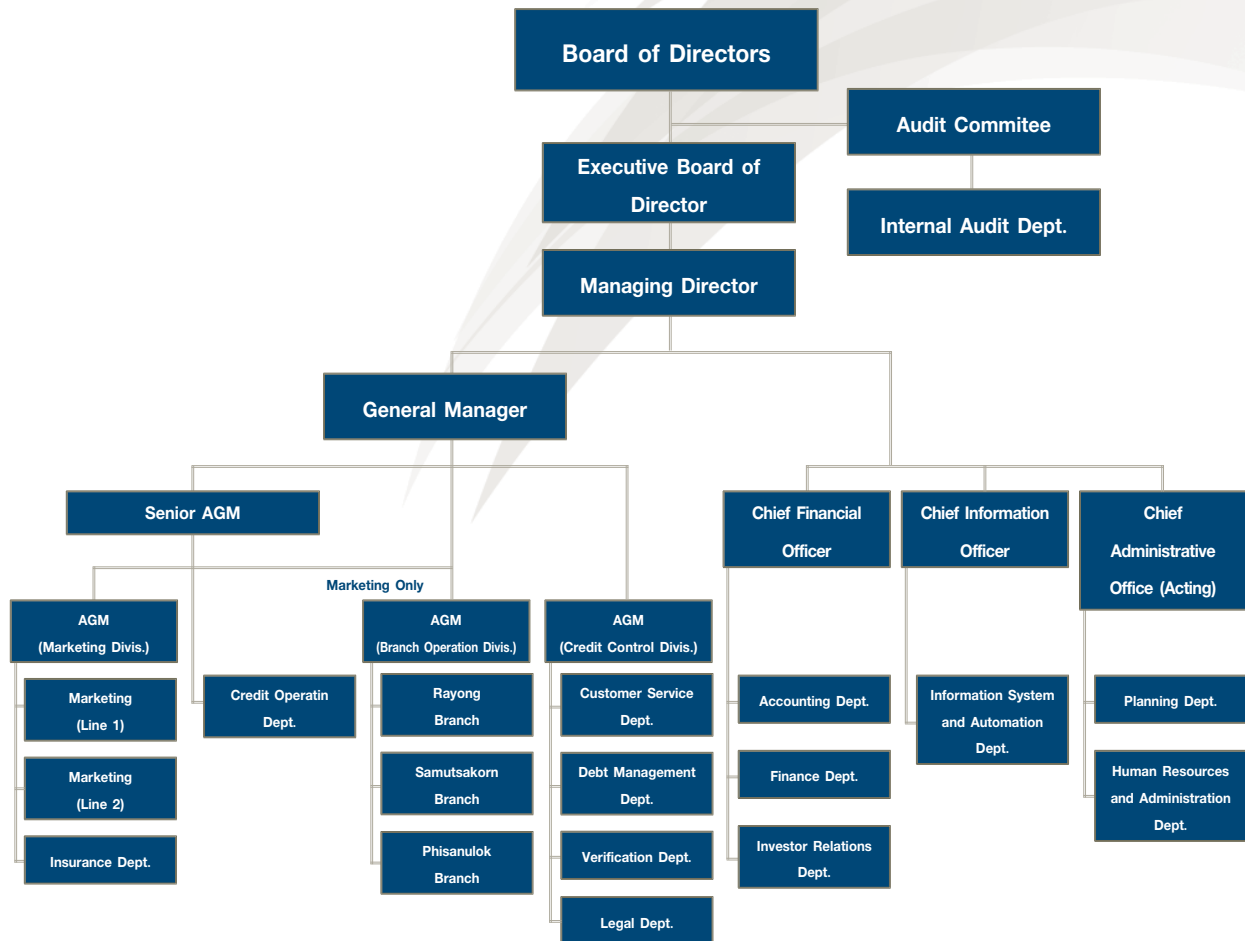 Board of Directors
Audit Commitee
Executive Board of
Director
Internal Audit Dept.
Managing Director
General Manager
Senior AGM
Chief Financial
Officer
Chief Information
Officer
Chief
Administrative
Office (Acting)
Marketing Only
AGM
(Marketing Divis.)
AGM
(Branch Operation Divis.)
AGM
(Credit Control Divis.)
Marketing
(Line 1)
Marketing
(Line 2)
Insurance Dept.
Credit Operatin
Dept.
Rayong
Branch
Samutsakorn
Branch
Phisanulok
Branch
Customer Service
Dept.
Debt Management
Dept.
Verification Dept.
Legal Dept.
Accounting Dept.
Finance Dept.
Investor Relations
Dept.
Information System
and Automation
Dept.
Planning Dept.
Human Resources
and Administration
Dept.